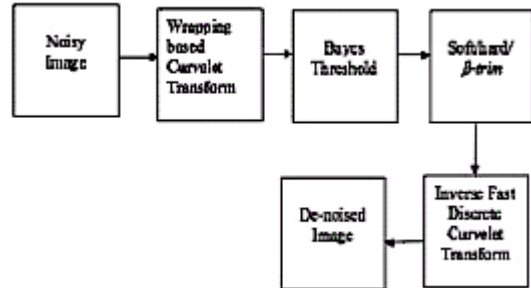 Noisy
Image
Wrapping
based
Curvelet
Transform
Bayes
Threshold
Soft/hard/
β-trim
Inverse Fast
Discrete
Curvelet
Transform
De-noised
Image